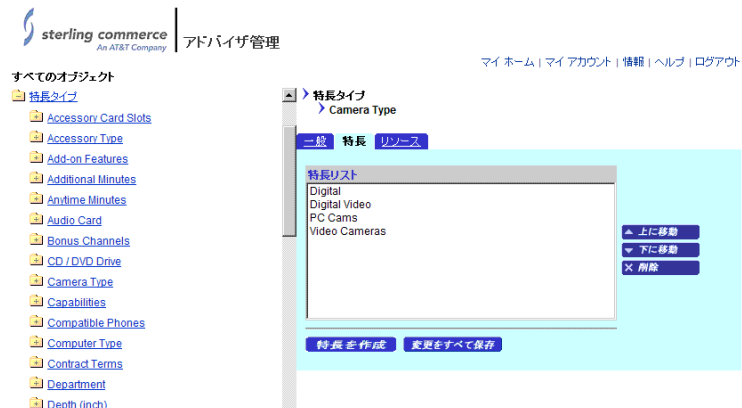 sterling commerce
An AT&T Company
アドバイザ管理
マイ ホーム | マイ アカウント | 情報 | ヘルプ | ログアウト
すべてのオブジェクト
特長タイプ
Accessory Card Slots
Accessory Type
Add-on Features
Additional Minutes
Anytime Minutes
Audio Card
Bonus Channels
CD / DVD Drive
Camera Type
Capabilities
Compatible Phones
Computer Type
Contract Terms
Department
Depth (inch)
特長タイプ
Camera Type
一般 特長 リソース
特長リスト
Digital
Digital Video
PC Cams
Video Cameras
上に移動
下に移動
削除
特長を作成 変更をすべて保存